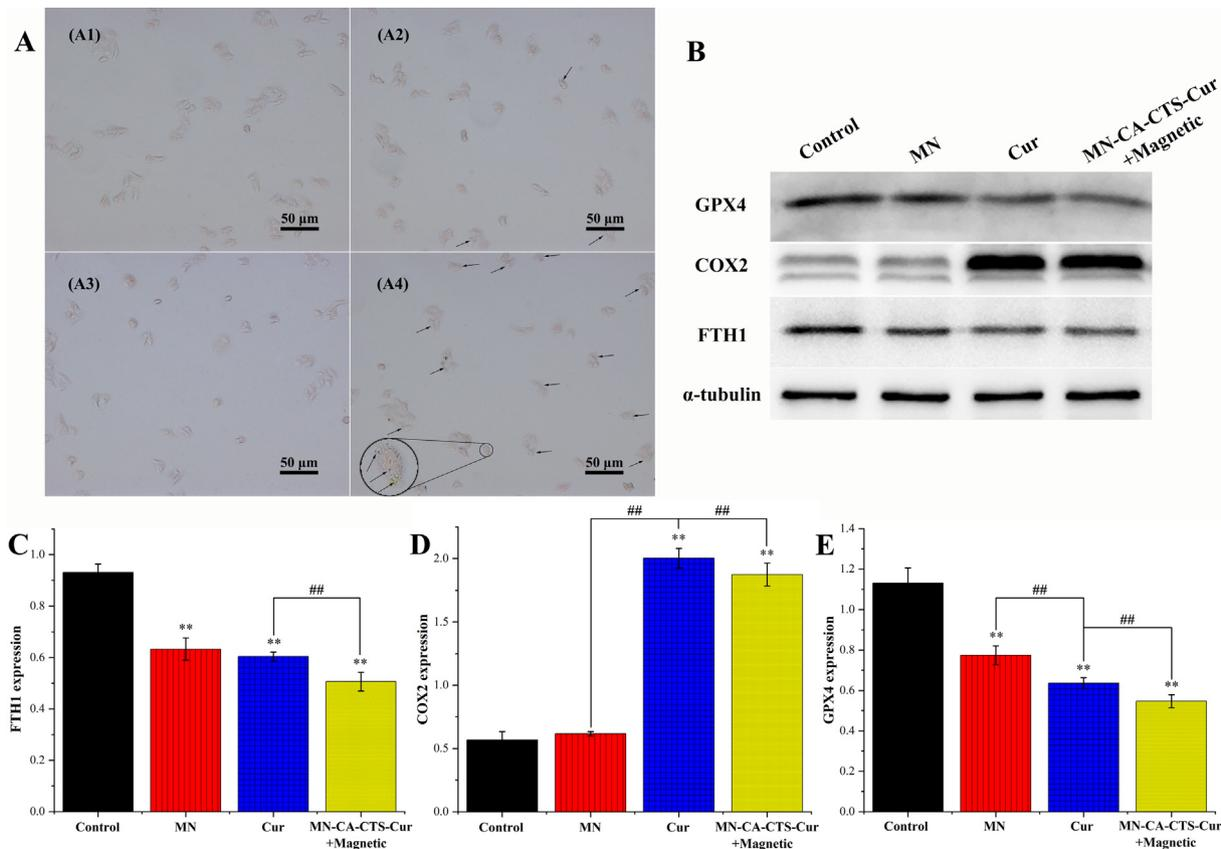 A
(A1)
50 μm
(A2)
50 μm
(A3)
50 μm
(A4)
50 μm
B
Control
MN
Cur
MN-CA-CTS-Cur
+Magnetic
GPX4
COX2
FTH1
α-tubulin
C
FTH1 expression
1.0
0.8
0.6
0.4
0.2
0.0
**
**
##
**
Control
MN
Cur
MN-CA-CTS-Cur
+Magnetic
D
COX2 expression
2.0
1.5
1.0
0.5
0.0
##
##
**
**
Control
MN
Cur
MN-CA-CTS-Cur
+Magnetic
E
GPX4 expression
1.4
1.2
1.0
0.8
0.6
0.4
0.2
0.0
##
##
**
**
**
Control
MN
Cur
MN-CA-CTS-Cur
+Magnetic